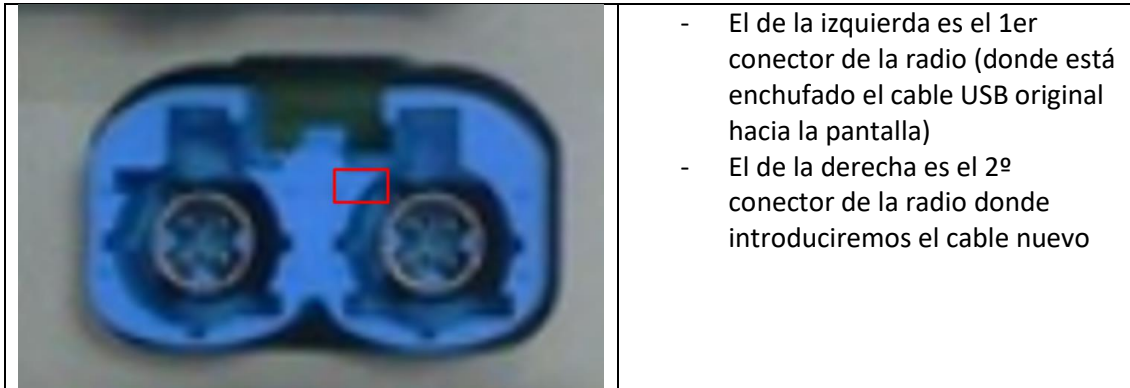 - El de la izquierda es el 1er
conector de la radio (donde está
enchufado el cable USB original
hacia la pantalla)
- El de la derecha es el 2º
conector de la radio donde
introduciremos el cable nuevo